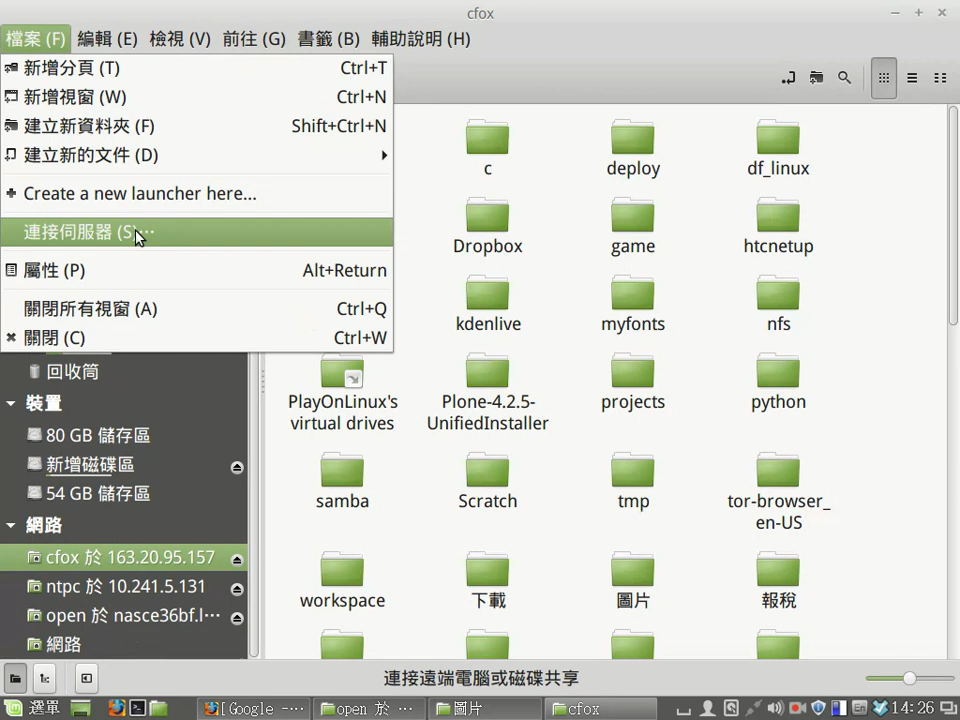 cfox
檔案 (F) 編輯 (E) 檢視 (V) 前往 (G) 書籤 (B) 輔助說明 (H)
新增分頁 (T) Ctrl+T
新增視窗 (W) Ctrl+N
建立新資料夾 (F) Shift+Ctrl+N
建立新的文件 (D)
Create a new launcher here...
連接伺服器 (S)…
屬性 (P) Alt+Return
關閉所有視窗 (A) Ctrl+Q
關閉 (C) Ctrl+W
回收筒
裝置
80 GB 儲存區
新增磁碟區
54 GB 儲存區
網路
cfox 於 163.20.95.157
ntpc 於 10.241.5.131
open 於 nasce36bf.l…
網路
c deploy df_linux
Dropbox game htcnetup
kdenlive myfonts nfs
PlayOnLinux's virtual drives
Plone-4.2.5-UnifiedInstaller
projects python
samba Scratch tmp
tor-browser_en-US
workspace 下載 圖片 報稅
連接遠端電腦或磁碟共享
選單 [Google … open 於 … 圖片 cfox En 14:26